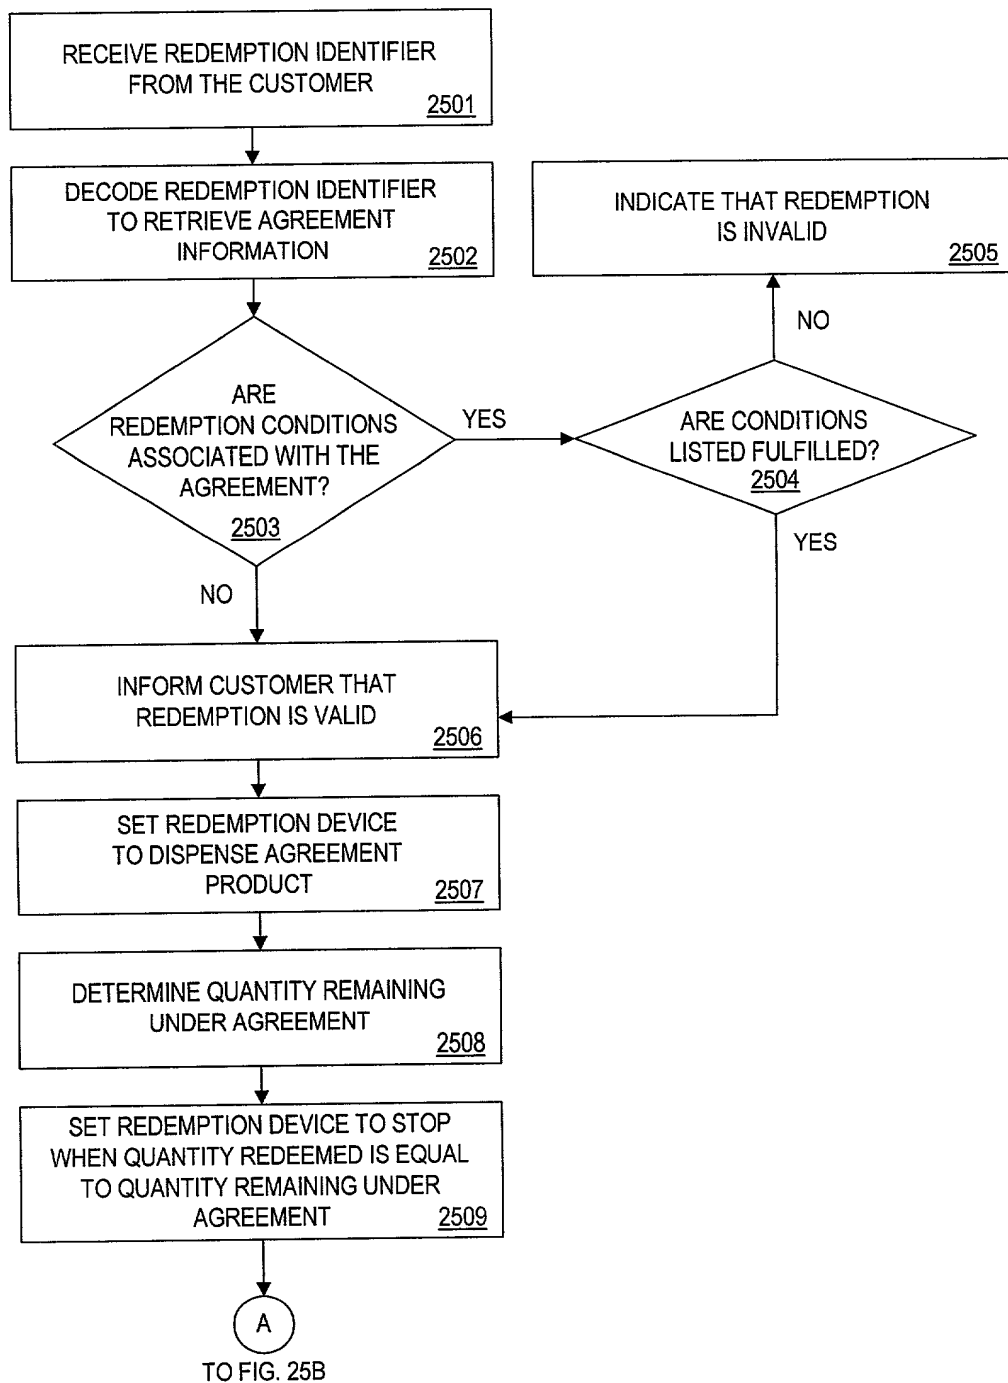 RECEIVE REDEMPTION IDENTIFIER
FROM THE CUSTOMER
2501
DECODE REDEMPTION IDENTIFIER
TO RETRIEVE AGREEMENT
INFORMATION
2502
INDICATE THAT REDEMPTION
IS INVALID
2505
NO
ARE
REDEMPTION CONDITIONS
ASSOCIATED WITH THE
AGREEMENT?
2503
YES
ARE CONDITIONS
LISTED FULFILLED?
2504
YES
NO
INFORM CUSTOMER THAT
REDEMPTION IS VALID
2506
SET REDEMPTION DEVICE
TO DISPENSE AGREEMENT
PRODUCT
2507
DETERMINE QUANTITY REMAINING
UNDER AGREEMENT
2508
SET REDEMPTION DEVICE TO STOP
WHEN QUANTITY REDEEMED IS EQUAL
TO QUANTITY REMAINING UNDER
AGREEMENT
2509
A
TO FIG. 25B